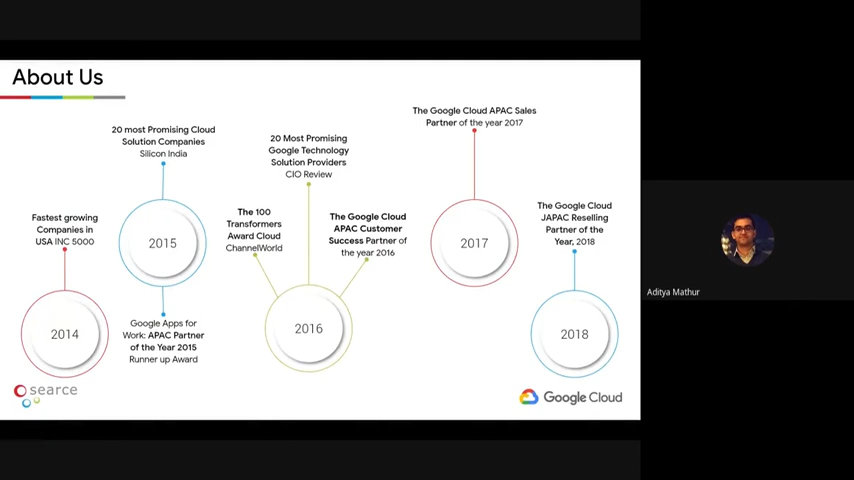 About Us
Fastest growing
Companies in
USA INC 5000
2014
20 most Promising Cloud
Solution Companies
Silicon India
2015
Google Apps for
Work: APAC Partner
of the Year 2015
Runner up Award
The 100
Transformers
Award Cloud
ChannelWorld
20 Most Promising
Google Technology
Solution Providers
CIO Review
The Google Cloud
APAC Customer
Success Partner of
the year 2016
2016
The Google Cloud APAC Sales
Partner of the year 2017
2017
The Google Cloud
JAPAC Reselling
Partner of the
Year, 2018
2018
searce
Google Cloud
Aditya Mathur